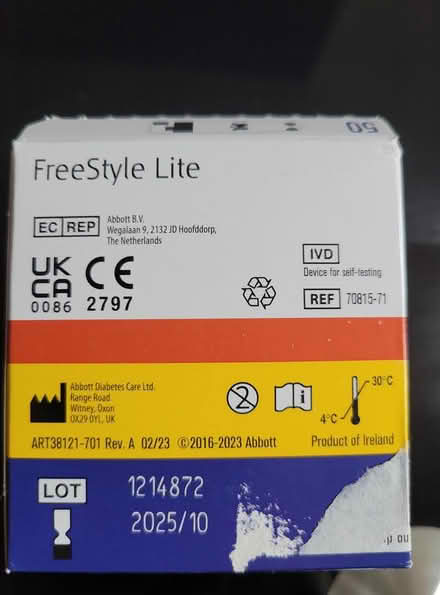 50
FreeStyle Lite
EC REP
Abbott B.V.
Wegalaan 9, 2132 JD Hoofddorp,
The Netherlands
UK
CA
0086
CE
2797
IVD
Device for self-testing
REF 70815-71
Abbott Diabetes Care Ltd.
Range Road
Witney, Oxon
OX29 0YL, UK
2
i
30°C
4°C
ART38121-701 Rev. A 02/23 ©2016-2023 Abbott
Product of Ireland
LOT 1214872
2025/10